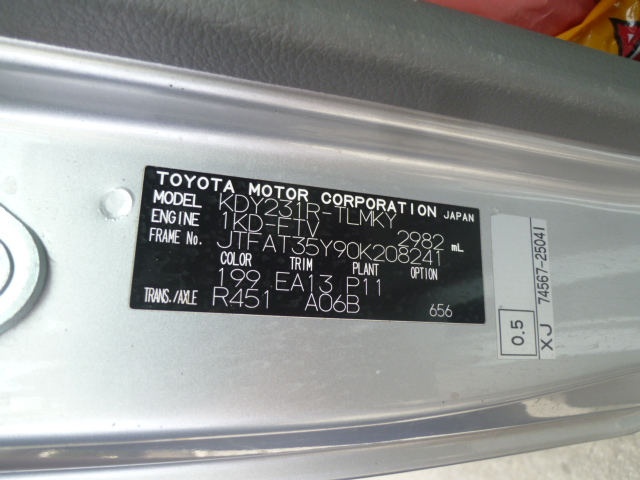 TOYOTA MOTOR CORPORATION JAPAN
MODEL KDY231R-TLMKY
ENGINE 1KD-FTV 2982 mL
FRAME No. JTFAT35Y90K208241
COLOR TRIM PLANT OPTION
199 EA13 P11
TRANS./AXLE R451 A06B 656
0.5
XJ 74567-25041